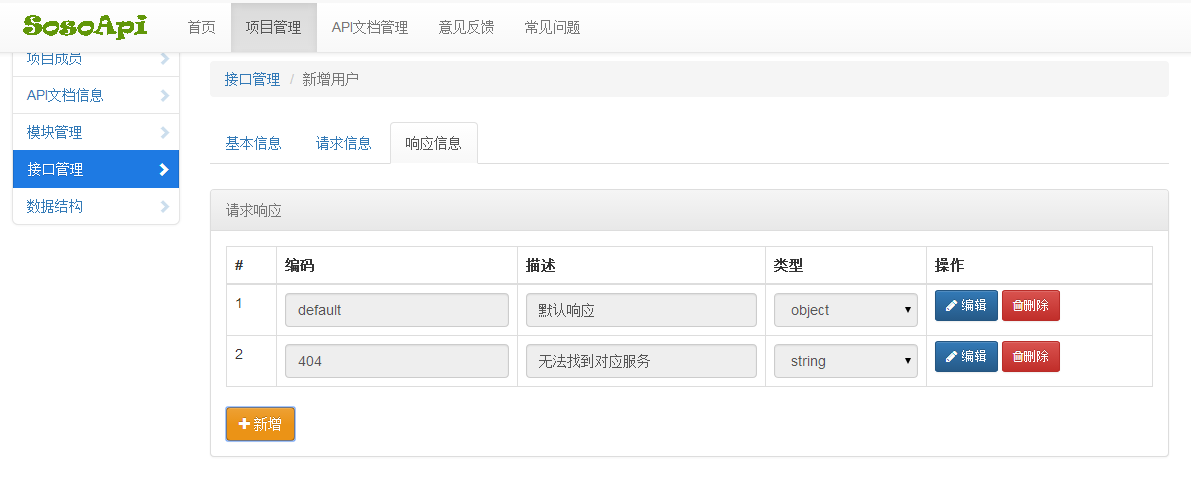 SosoApi 首页 项目管理 API文档管理 意见反馈 常见问题
项目成员
API文档信息
模块管理
接口管理
数据结构
接口管理 / 新增用户
基本信息 请求信息 响应信息
请求响应
# 编码 描述 类型 操作
1 default 默认响应 object 编辑 删除
2 404 无法找到对应服务 string 编辑 删除
新增